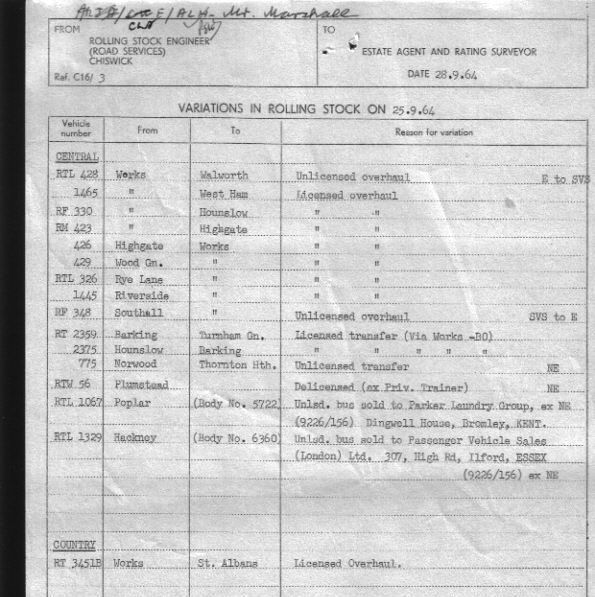 Mr. Marshall
FROM
ROLLING STOCK ENGINEER
(ROAD SERVICES)
CHISWICK
Ref. C16/ 3
TO
ESTATE AGENT AND RATING SURVEYOR
DATE 28.9.64
VARIATIONS IN ROLLING STOCK ON 25.9.64
Vehicle number From To Reason for variation
CENTRAL
RTL 428 Works Walworth Unlicensed overhaul E to SVS
1465 " West Ham Licensed overhaul
RF 330 " Hounslow " "
RM 423 " Highgate " "
426 Highgate Works " "
429 Wood Gn. " " "
RTL 326 Rye Lane " " "
1445 Riverside " " "
RF 348 Southall " Unlicensed overhaul SVS to E
RT 2359 Barking Turnham Gn. Licensed transfer (Via Works -BO)
2375 Hounslow Barking " " " " "
775 Norwood Thornton Hth. Unlicensed transfer NE
RTW 56 Plumstead Delicensed (ex Priv. Trainer) NE
RTL 1067 Poplar (Body No. 5722) Unlsd. bus sold to Parker Laundry Group, ex NE
(9226/156) Dingwell House, Bromley, KENT.
RTL 1329 Hackney (Body No. 6360) Unlsd. bus sold to Passenger Vehicle Sales
(London) Ltd. 307, High Rd, Ilford, ESSEX
(9226/156) ex NE
COUNTRY
RT 3451B Works St. Albans Licensed Overhaul.